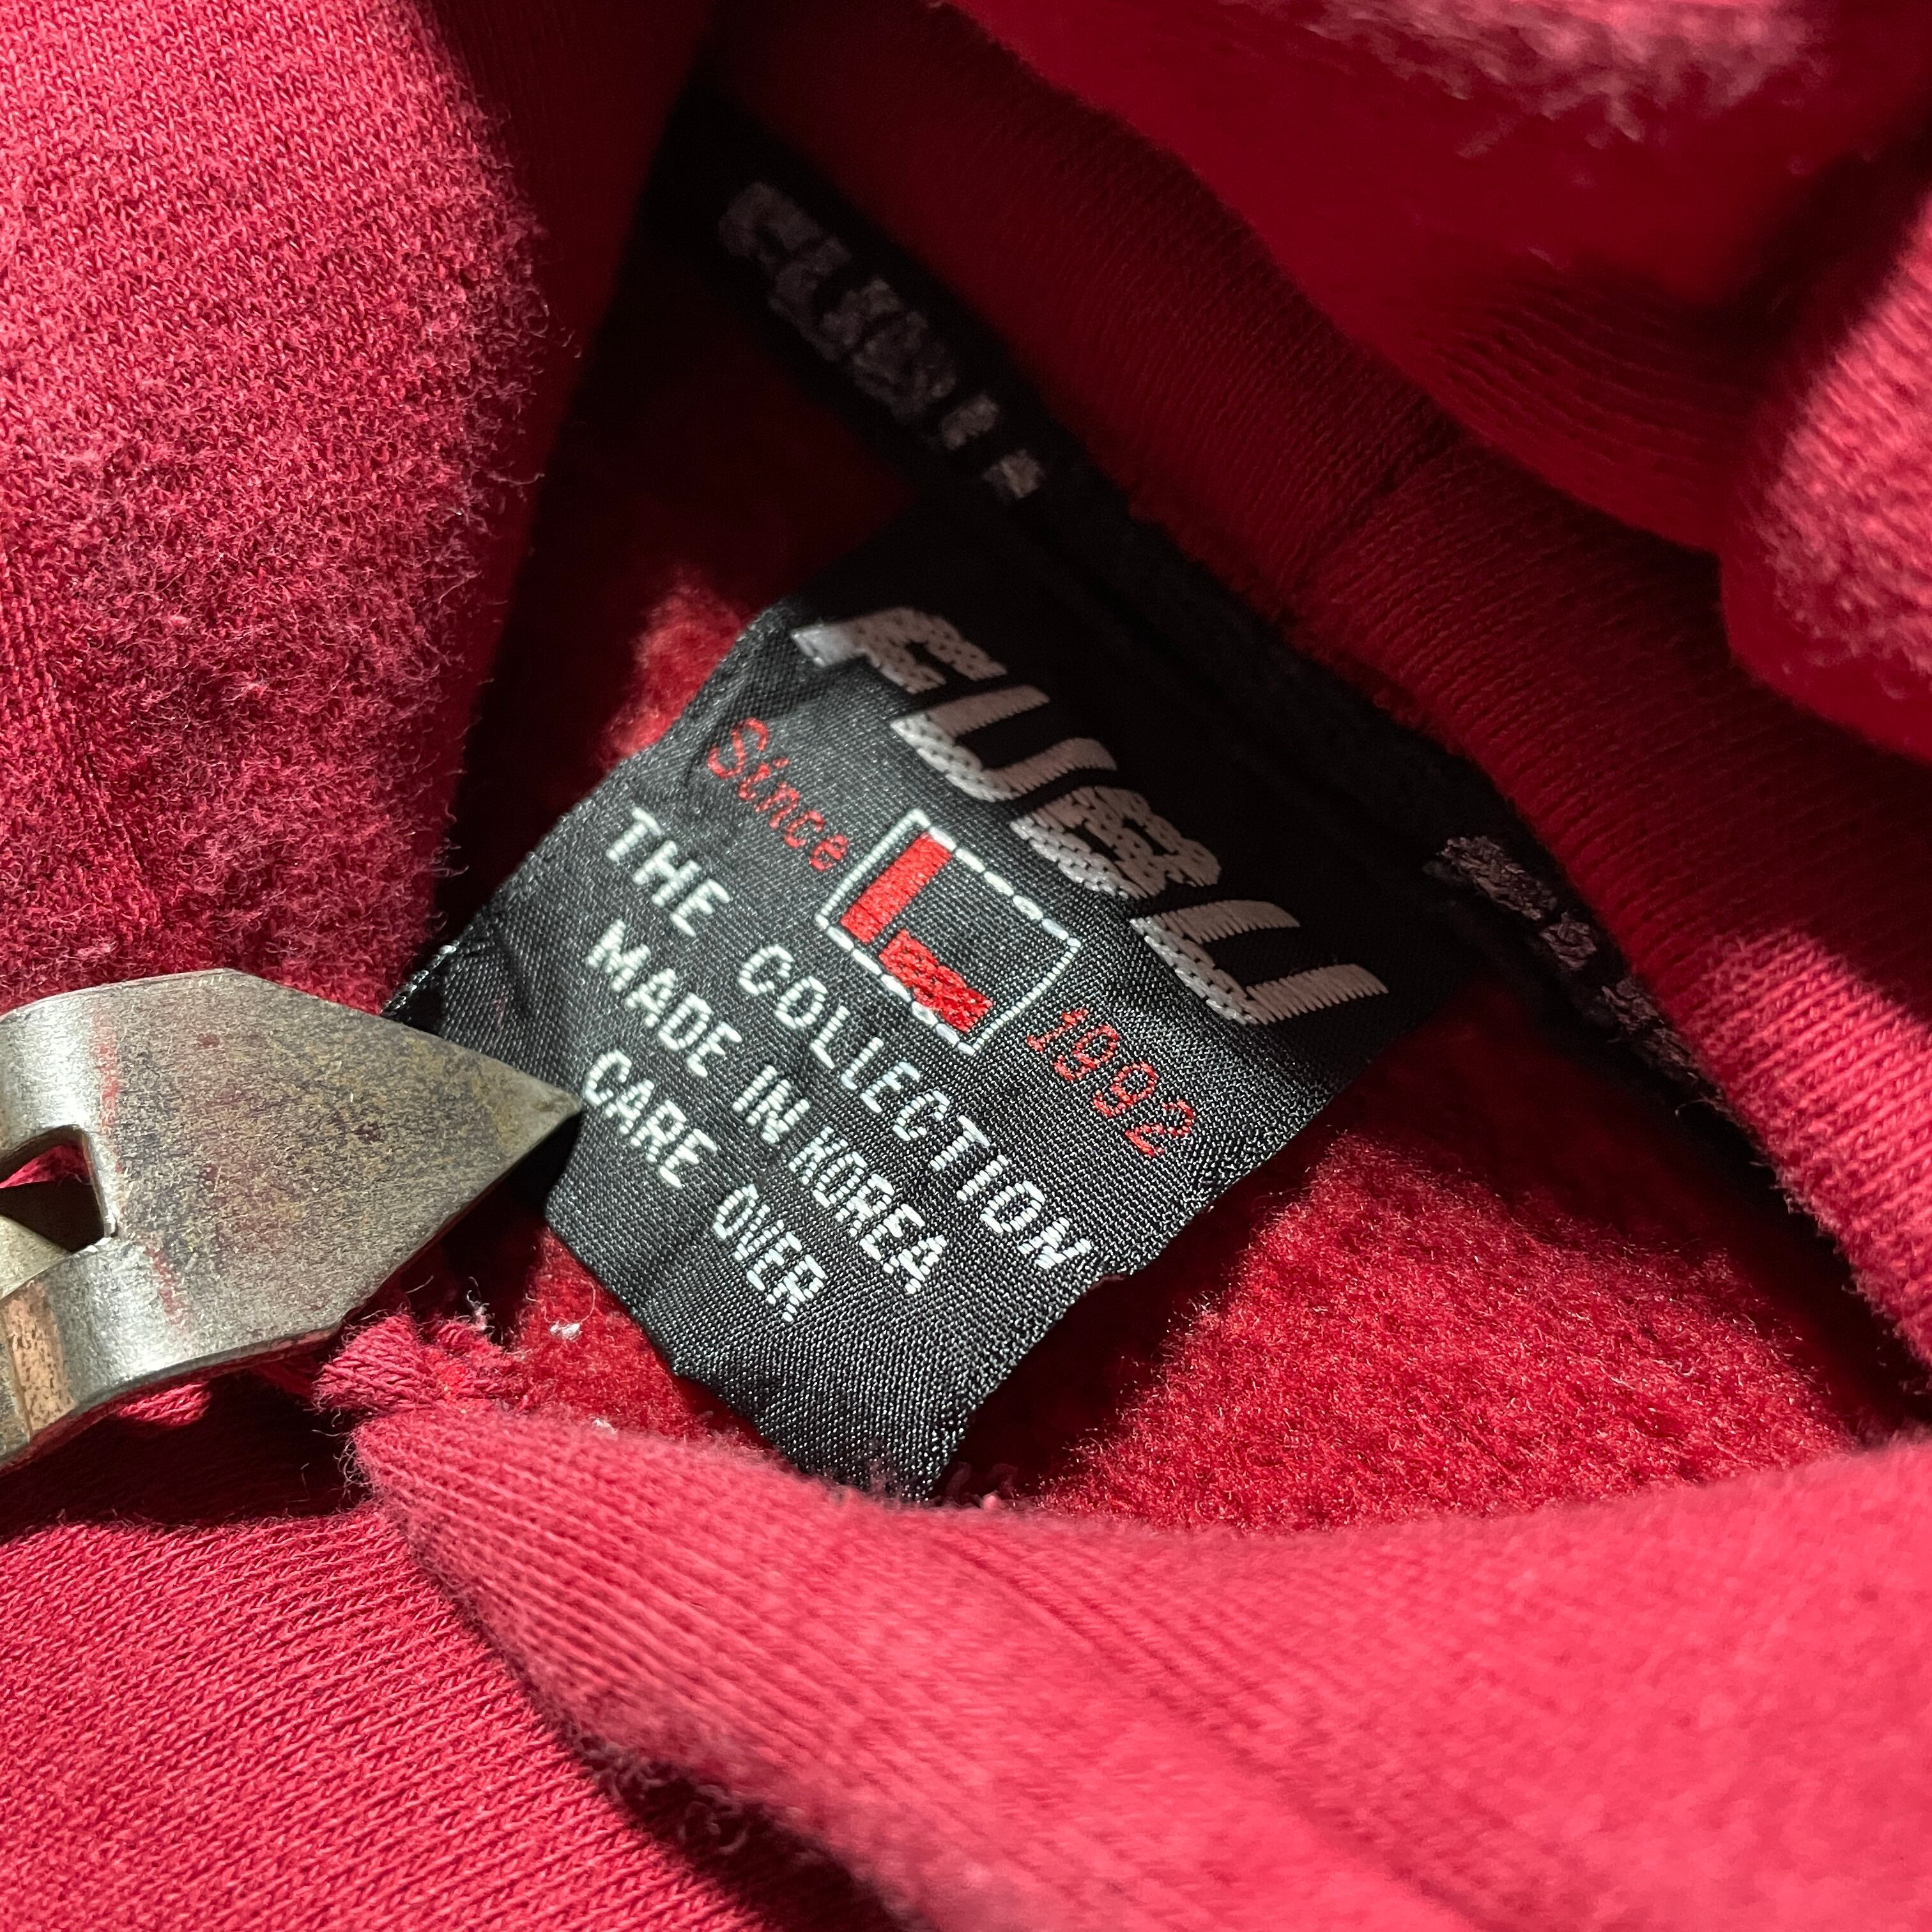 FUBU
Since L 1992
THE COLLECTION
MADE IN KOREA
CARE OVER